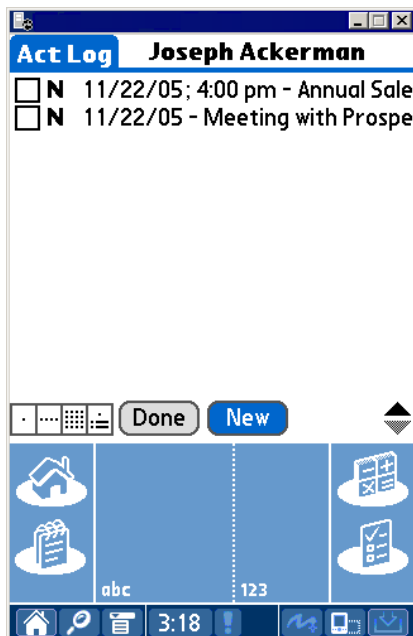 Act Log Joseph Ackerman
N 11/22/05; 4:00 pm - Annual Sale
N 11/22/05 - Meeting with Prospe
Done New
abc 123
3:18